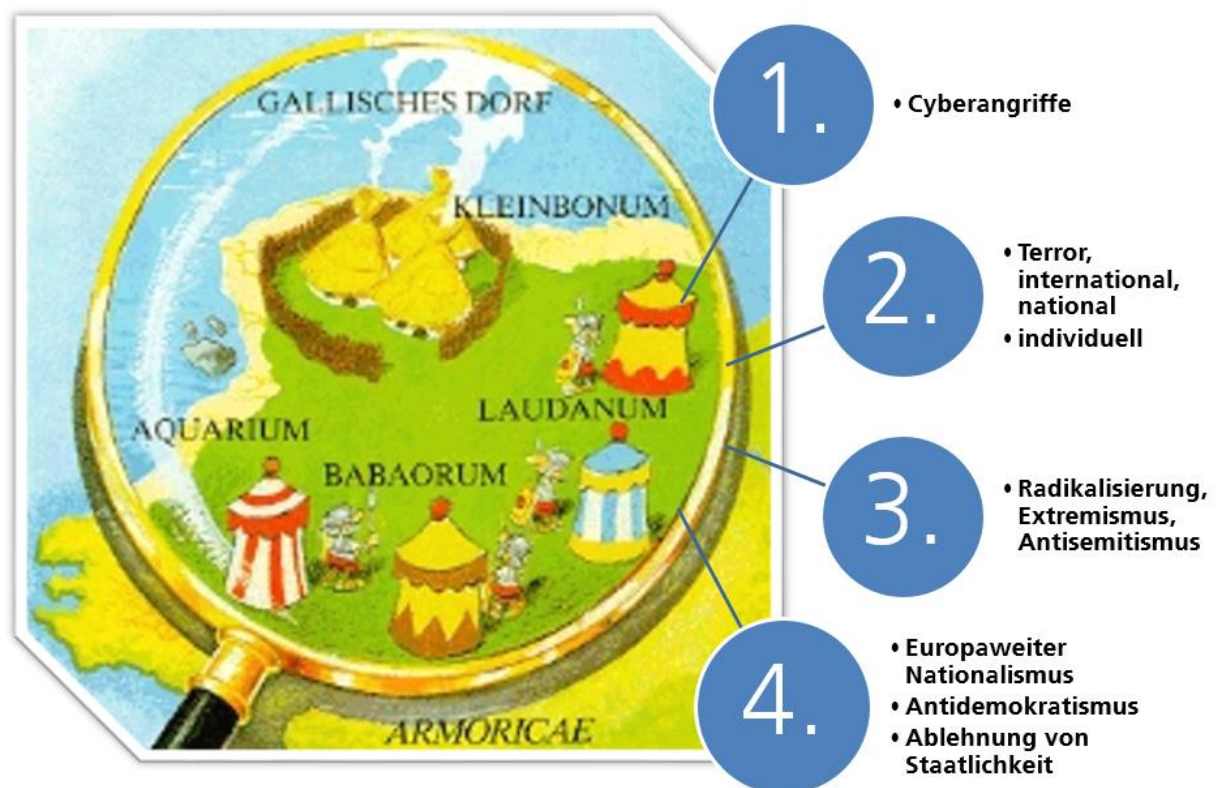 GALLISCHES DORF
KLEINBONUM
LAUDANUM
AQUARIUM
BABAORUM
ARMORICAE
1.
• Cyberangriffe
2.
• Terror,
international,
national
• individuell
3.
• Radikalisierung,
Extremismus,
Antisemitismus
4.
• Europaweiter
Nationalismus
• Antidemokratismus
• Ablehnung von
Staatlichkeit